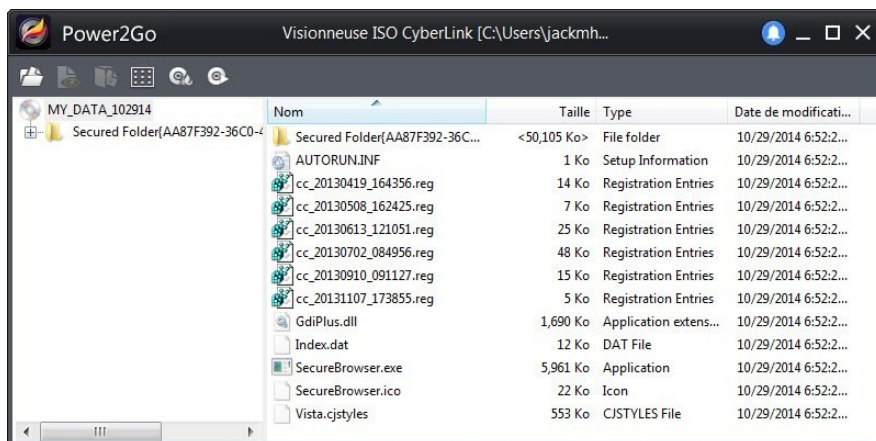 Power2Go
Visionneuse ISO CyberLink [C:\Users\jackmh...
MY_DATA_102914
Secured Folder{AA87F392-36C0-4
Nom Taille Type Date de modificati...
Secured Folder{AA87F392-36C... <50,105 Ko> File folder 10/29/2014 6:52:2...
AUTORUN.INF 1 Ko Setup Information 10/29/2014 6:52:2...
cc_20130419_164356.reg 14 Ko Registration Entries 10/29/2014 6:52:2...
cc_20130508_162425.reg 7 Ko Registration Entries 10/29/2014 6:52:2...
cc_20130613_121051.reg 25 Ko Registration Entries 10/29/2014 6:52:2...
cc_20130702_084956.reg 48 Ko Registration Entries 10/29/2014 6:52:2...
cc_20130910_091127.reg 15 Ko Registration Entries 10/29/2014 6:52:2...
cc_20131107_173855.reg 5 Ko Registration Entries 10/29/2014 6:52:2...
GdiPlus.dll 1,690 Ko Application extens... 10/29/2014 6:52:2...
Index.dat 12 Ko DAT File 10/29/2014 6:52:2...
SecureBrowser.exe 5,961 Ko Application 10/29/2014 6:52:2...
SecureBrowser.ico 22 Ko Icon 10/29/2014 6:52:2...
Vista.cjstyles 553 Ko CJSTYLES File 10/29/2014 6:52:2...